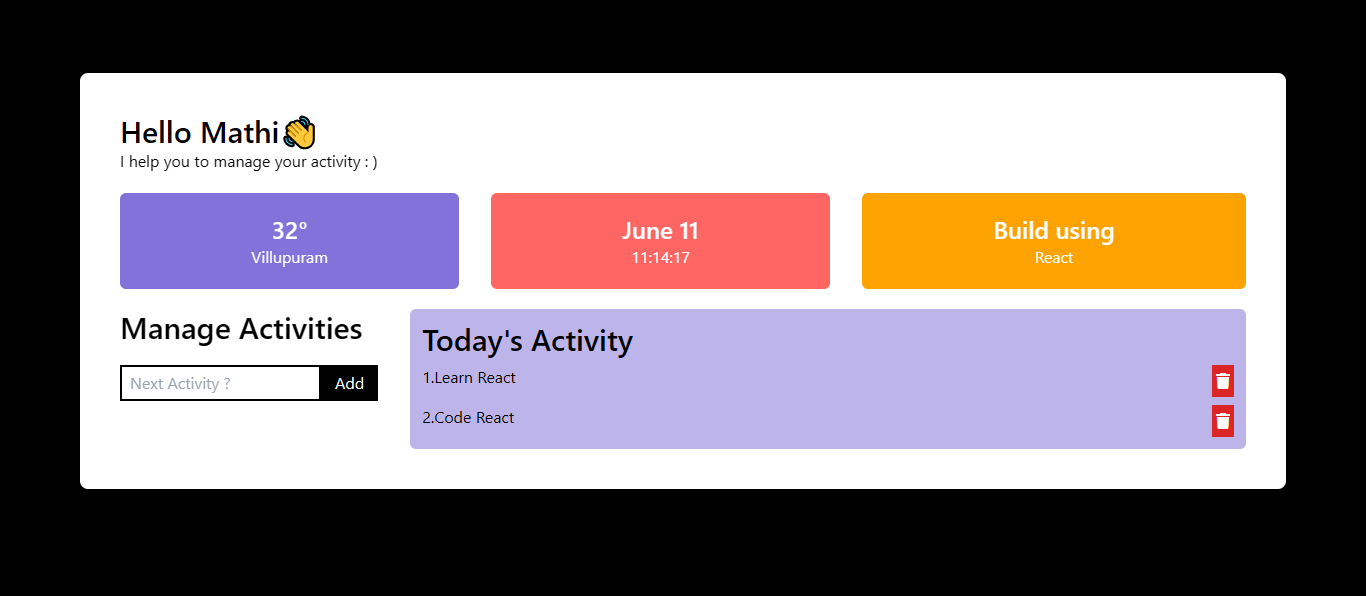 Hello Mathi👋
I help you to manage your activity : )
32°
Villupuram
June 11
11:14:17
Build using
React
Manage Activities
Next Activity ?
Add
Today's Activity
1.Learn React
2.Code React